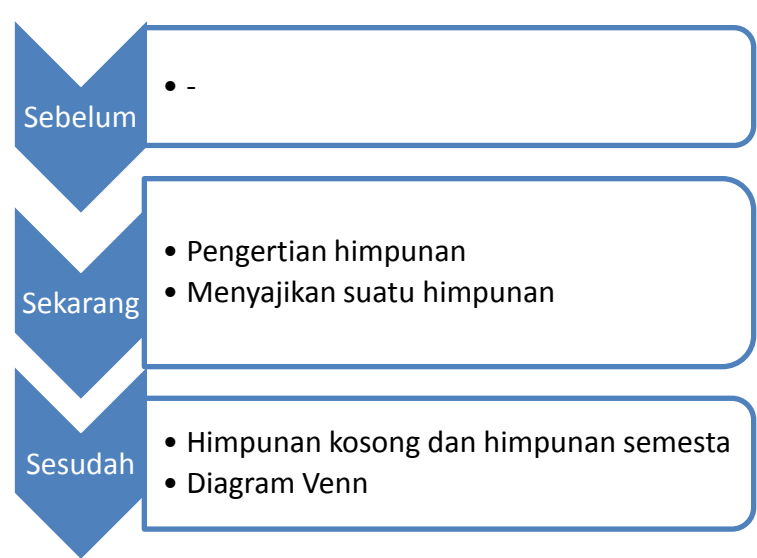 Sebelum
• -
Sekarang
• Pengertian himpunan
• Menyajikan suatu himpunan
Sesudah
• Himpunan kosong dan himpunan semesta
• Diagram Venn